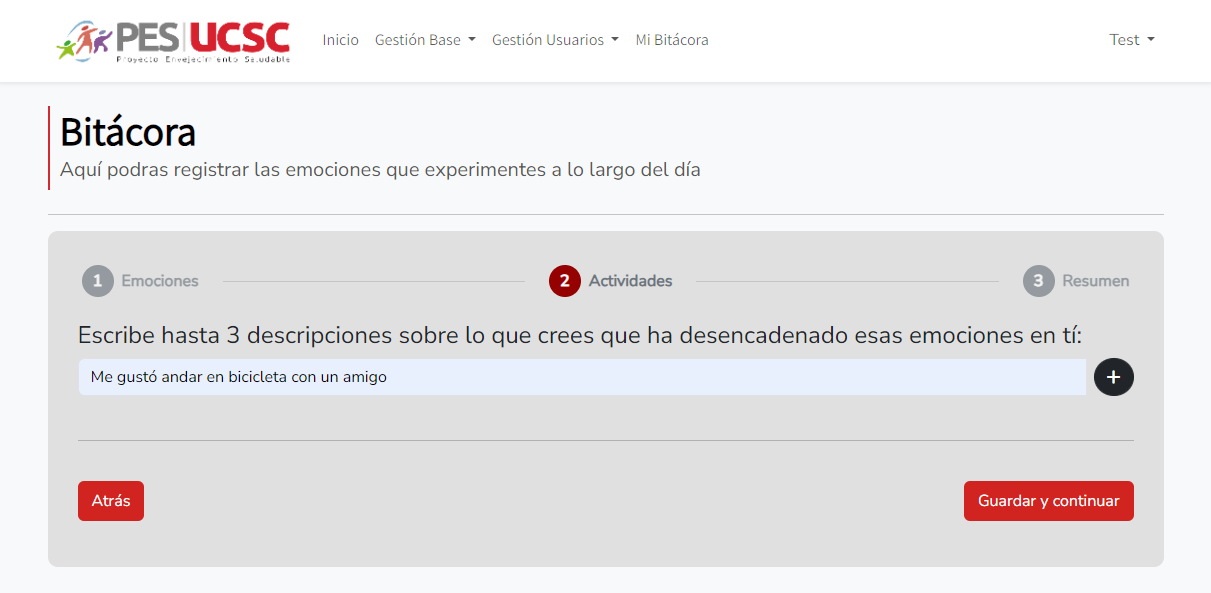 PES UCSC
Proyecto Envejecimiento Saludable
Inicio Gestión Base Gestión Usuarios Mi Bitácora Test
Bitácora
Aquí podras registrar las emociones que experimentes a lo largo del día
1 Emociones 2 Actividades 3 Resumen
Escribe hasta 3 descripciones sobre lo que crees que ha desencadenado esas emociones en tí:
Me gustó andar en bicicleta con un amigo +
Atrás Guardar y continuar